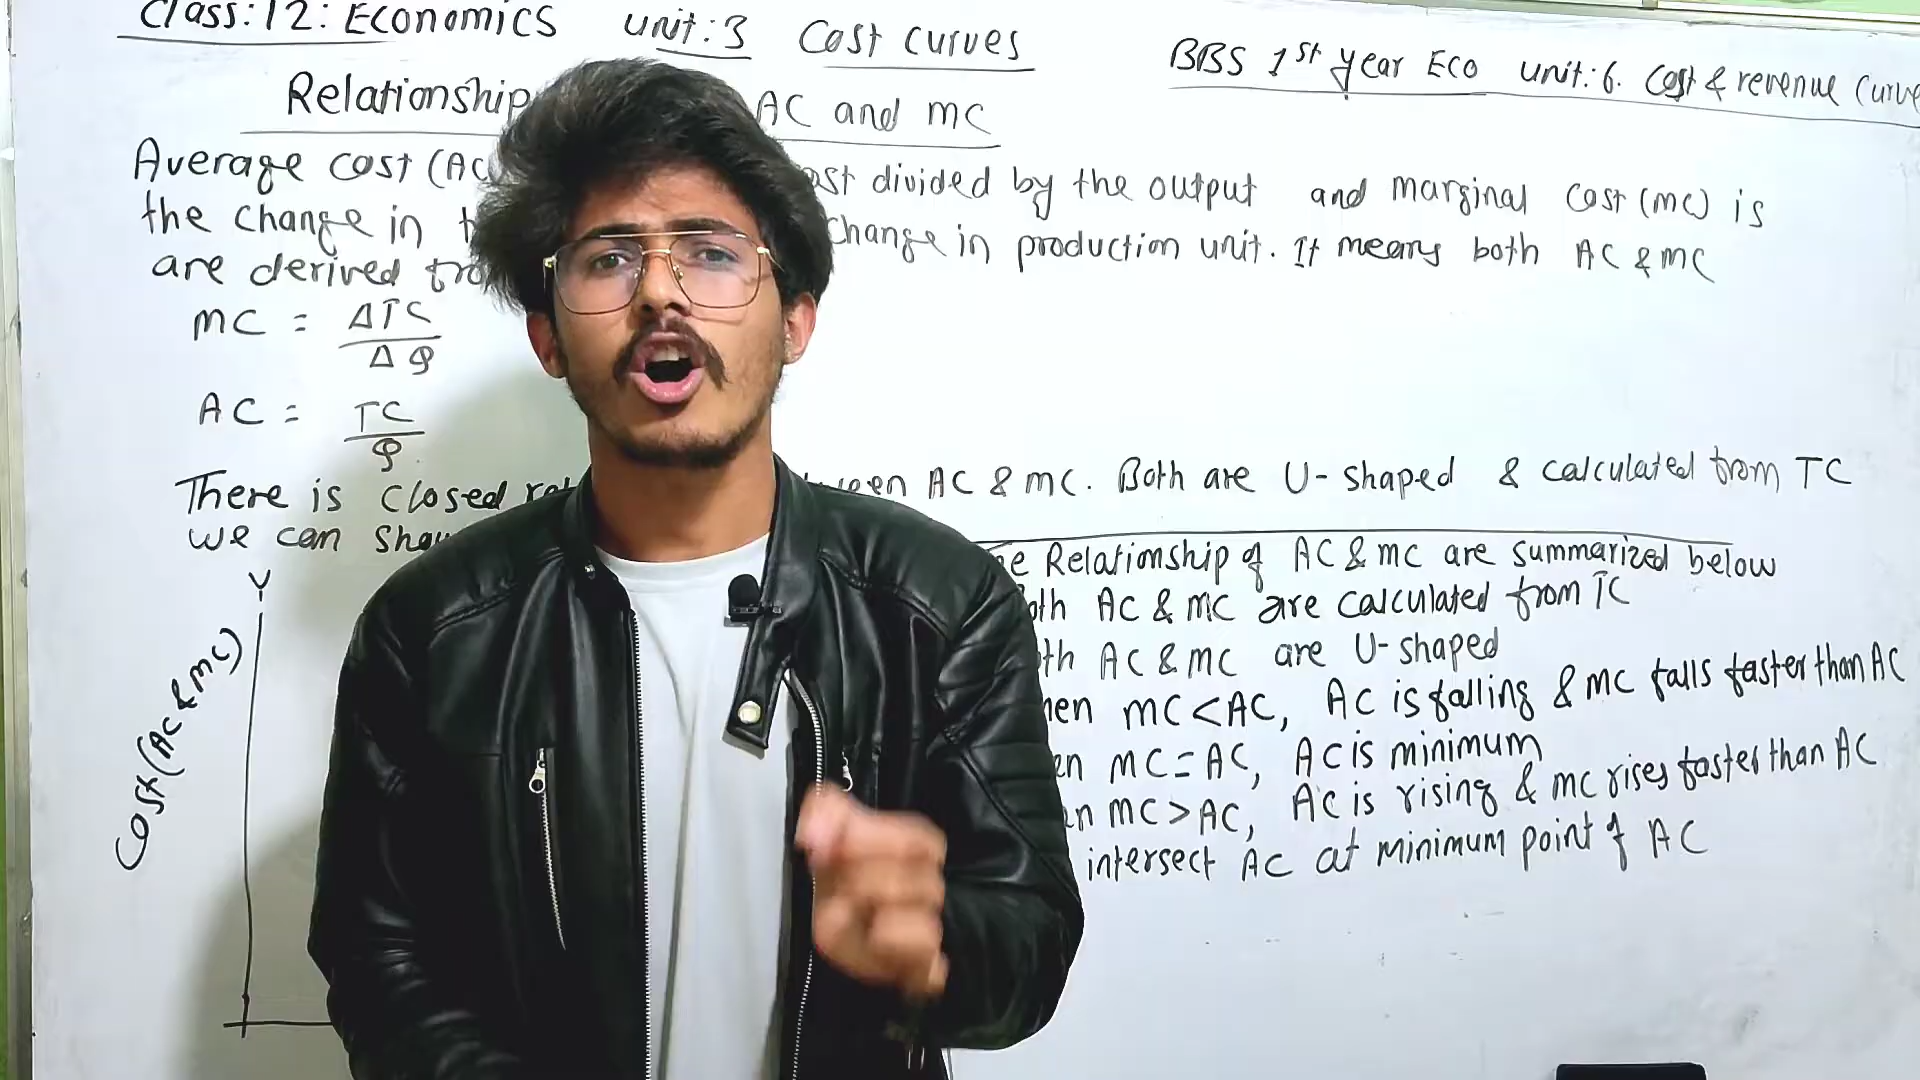 Class:12: Economics unit:3 Cost curves
BBS 1st year Eco unit:6. Cost & revenue Curve
Relationship AC and mc
Average cost (AC divided by the output and marginal cost (mc) is
the change in change in production unit. It means both AC & mc
are derived
mc = ΔTC
ΔQ
AC = TC
Q
There is closed AC & mc. Both are U-shaped & calculated from TC
we can show
Relationship of AC & mc are summarized below
AC & mc are calculated from TC
AC & mc are U-shaped
mc < AC, AC is falling & mc falls faster than AC
mc = AC, AC is minimum
mc > AC, AC is rising & mc rises faster than AC
intersect AC at minimum point of AC
Y
Cost (AC & mc)